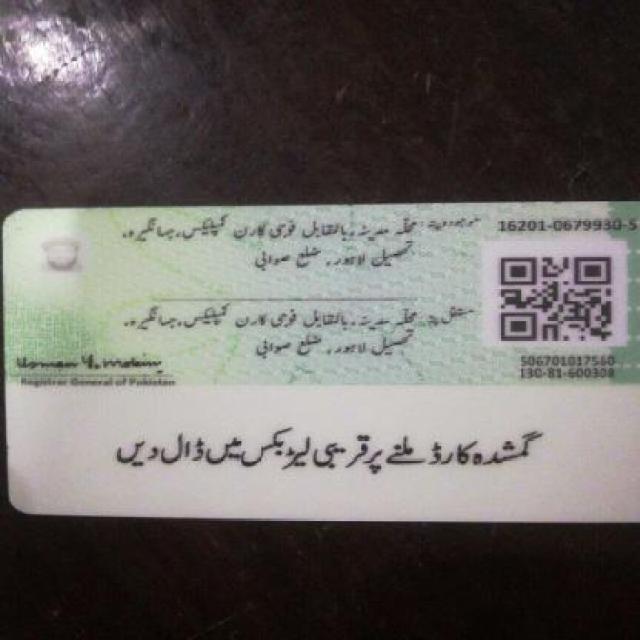 16201-0679930-5
موجودہ پتہ: محلہ مدینہ، بالمقابل قومی کارن کمپلیکس، جہانگیرہ،
تحصیل لاہور، ضلع صوابی
مستقل پتہ: محلہ مدینہ، بالمقابل قومی کارن کمپلیکس، جہانگیرہ،
تحصیل لاہور، ضلع صوابی
506701017560
130-81-600308
Registrar General of Pakistan
گمشدہ کارڈ ملنے پر قریبی لیٹر بکس میں ڈال دیں